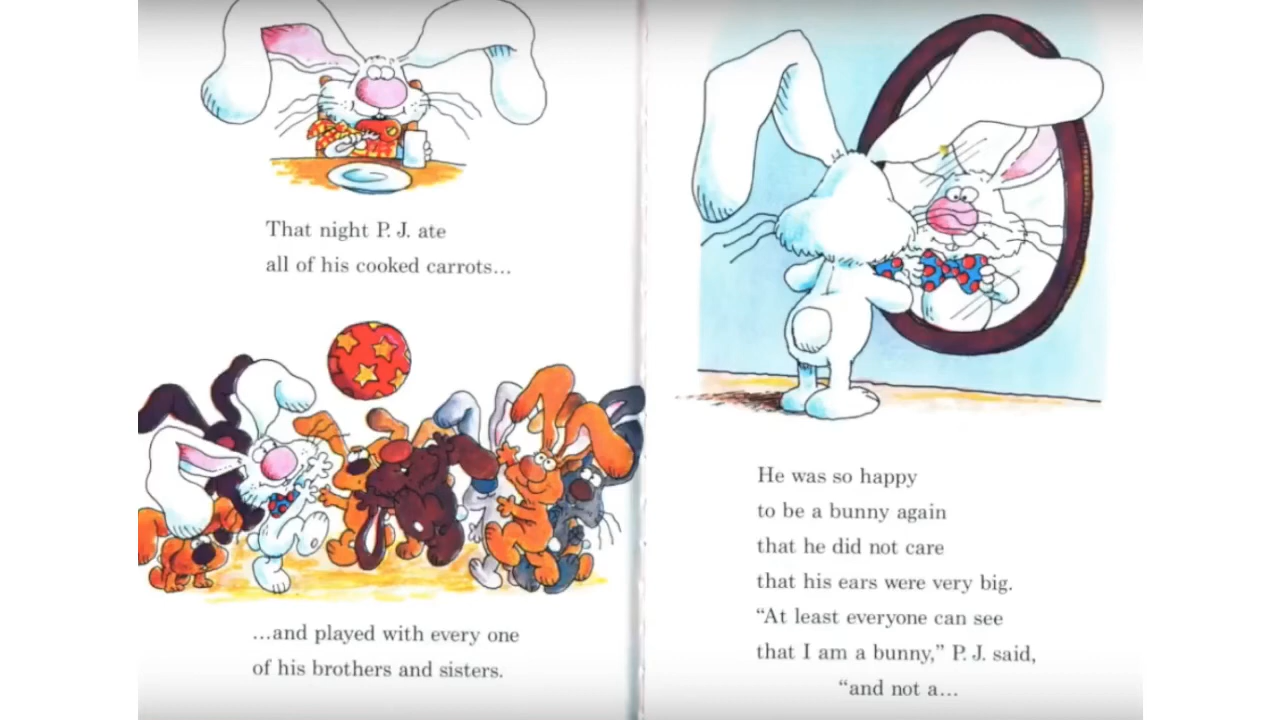 That night P. J. ate
all of his cooked carrots...
...and played with every one
of his brothers and sisters.
He was so happy
to be a bunny again
that he did not care
that his ears were very big.
“At least everyone can see
that I am a bunny,” P. J. said,
“and not a...